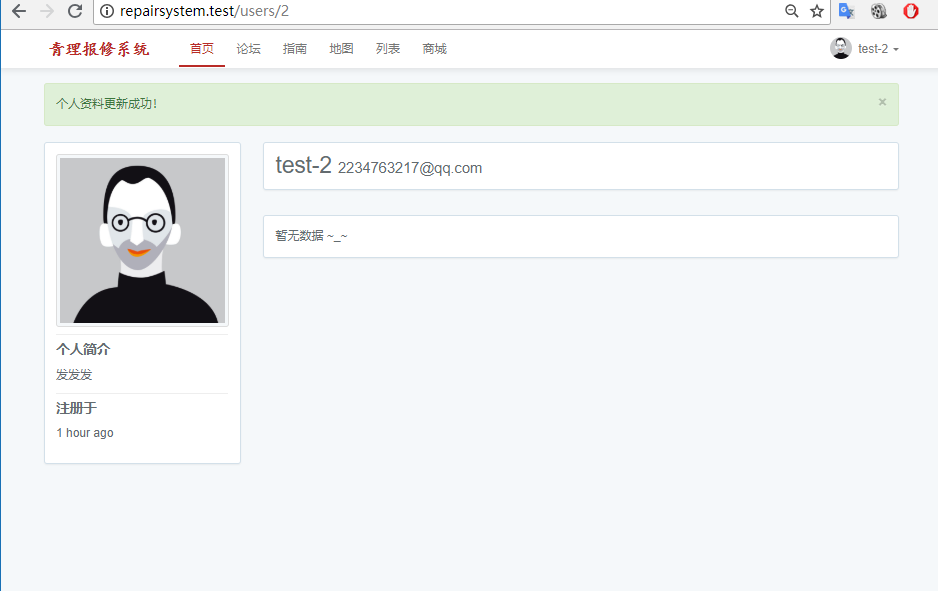 repairsystem.test/users/2
青理报修系统 首页 论坛 指南 地图 列表 商城 test-2
个人资料更新成功! ×
test-2 2234763217@qq.com
暂无数据 ~_~
个人简介
发发发
注册于
1 hour ago